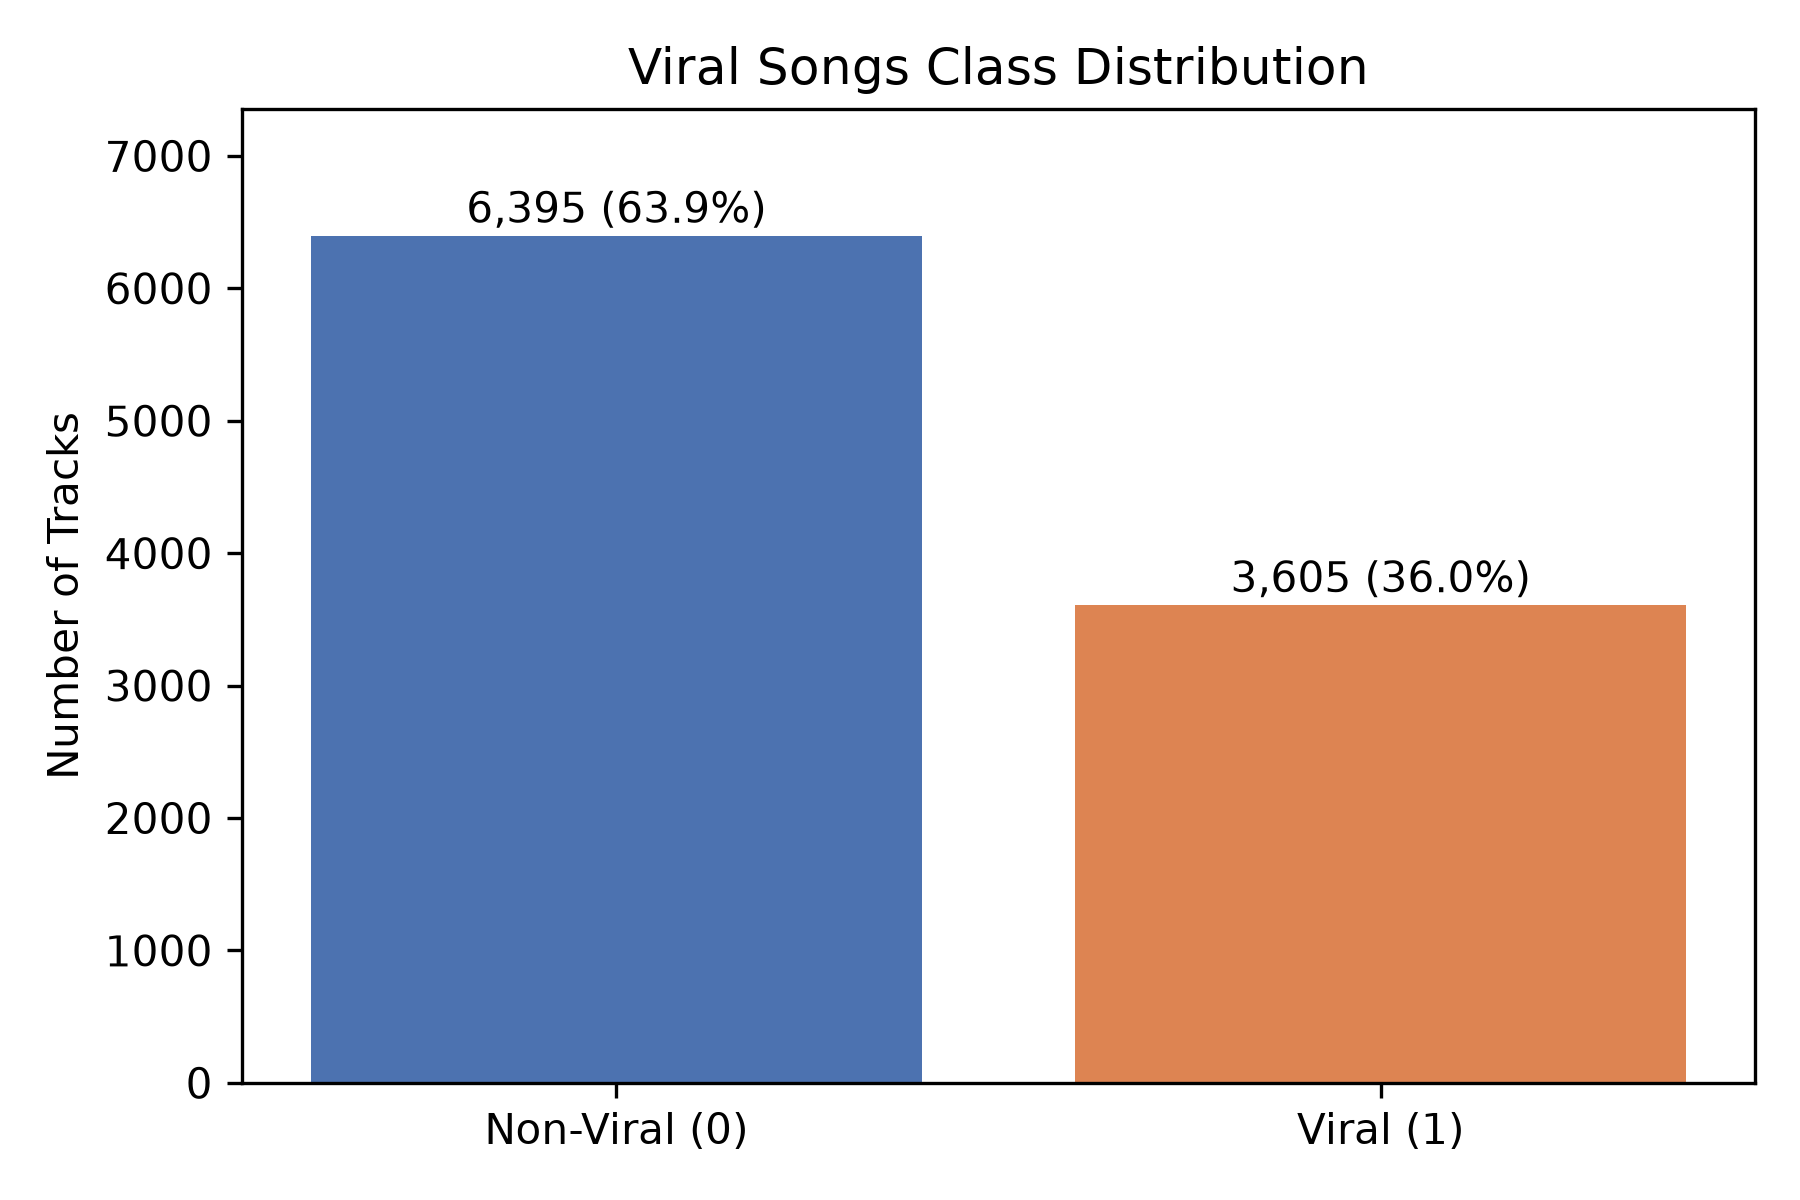 Viral Songs Class Distribution
7000
6000
5000
4000
3000
2000
1000
0
Number of Tracks
6,395 (63.9%)
3,605 (36.0%)
Non-Viral (0)
Viral (1)